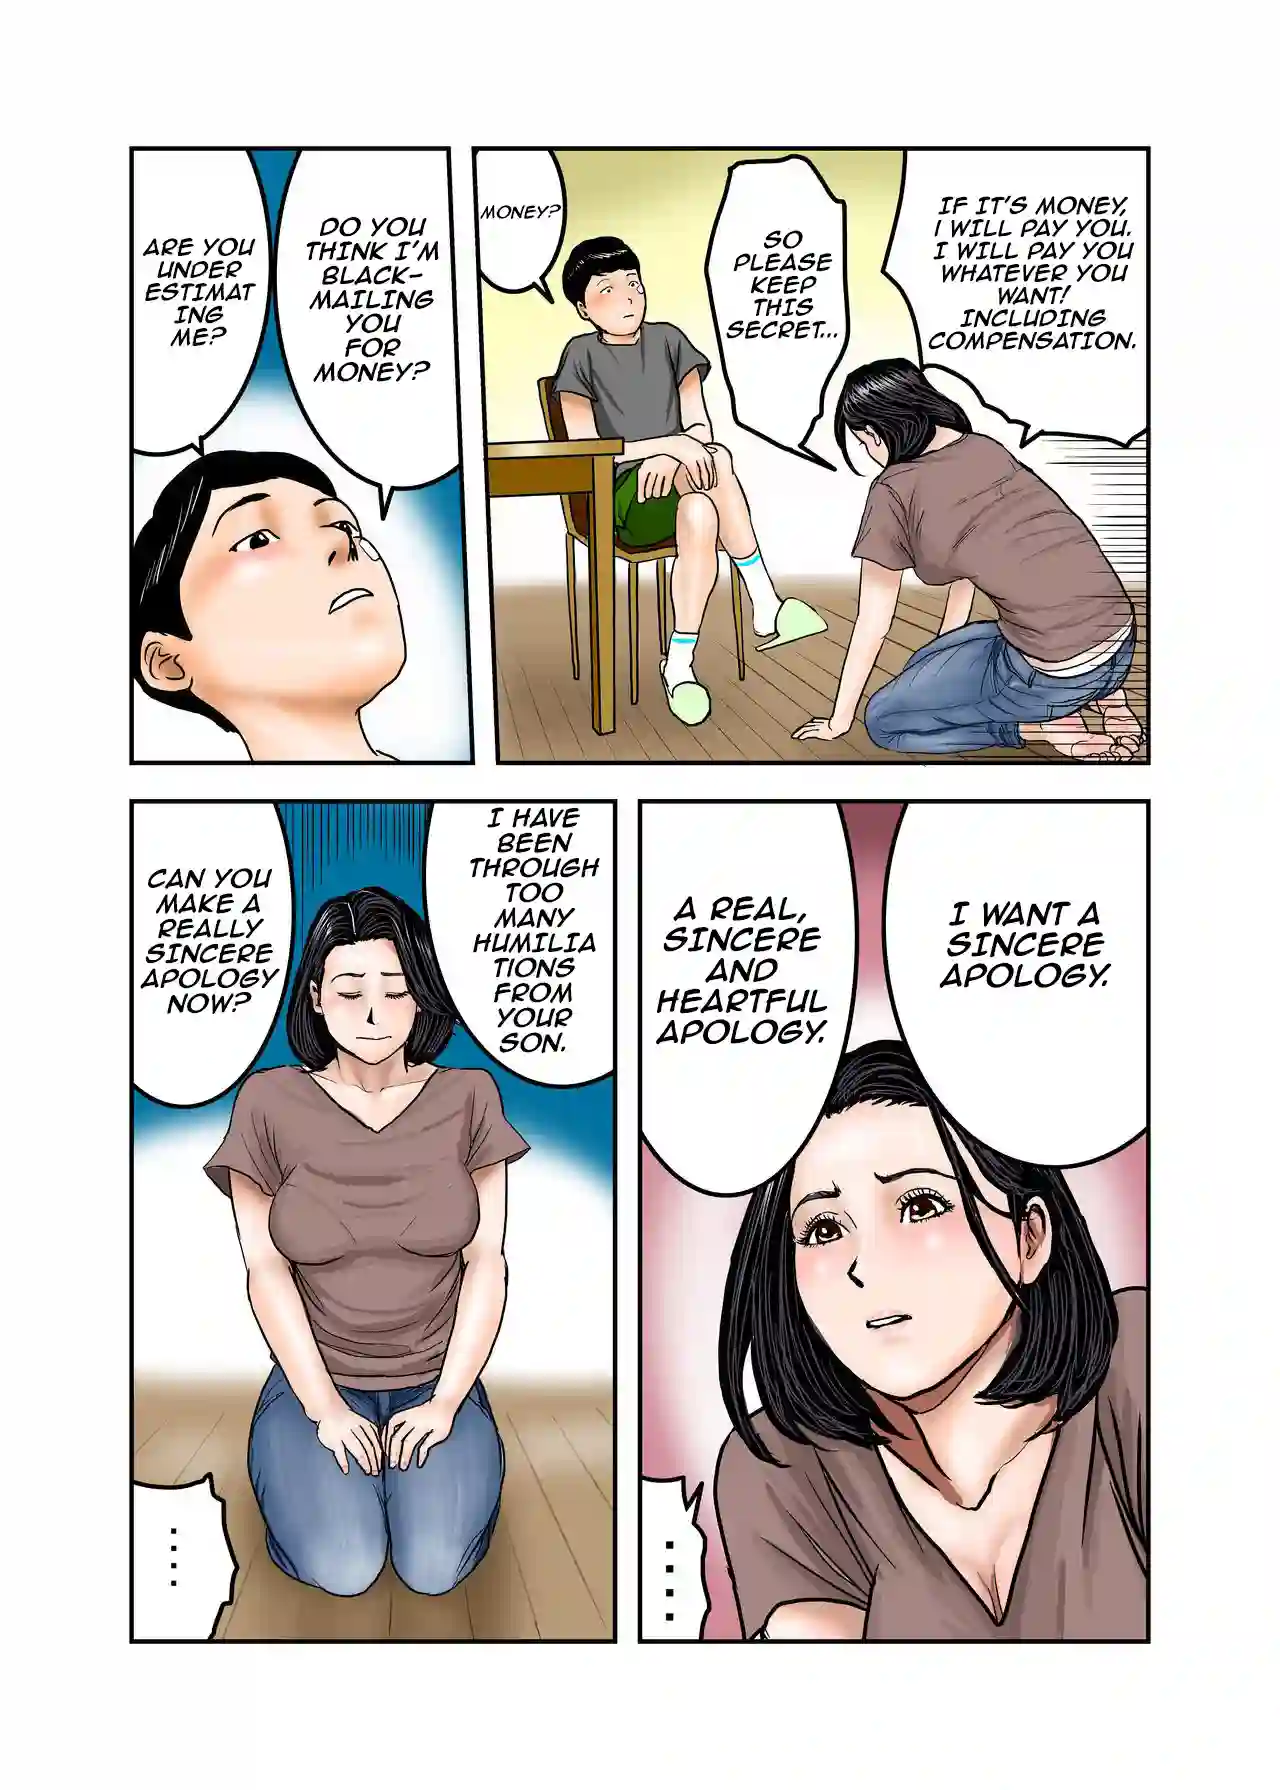 IF IT'S MONEY,
I WILL PAY YOU.
I WILL PAY YOU
WHATEVER YOU
WANT!
INCLUDING
COMPENSATION.
SO
PLEASE
KEEP
THIS
SECRET...
MONEY?
DO YOU
THINK I'M
BLACK-
MAILING
YOU
FOR
MONEY?
ARE YOU
UNDER
ESTIMAT
ING
ME?
I WANT A
SINCERE
APOLOGY.
A REAL,
SINCERE
AND
HEARTFUL
APOLOGY.
....
I HAVE
BEEN
THROUGH
TOO
MANY
HUMILIA
TIONS
FROM
YOUR
SON.
CAN YOU
MAKE A
REALLY
SINCERE
APOLOGY
NOW?
....